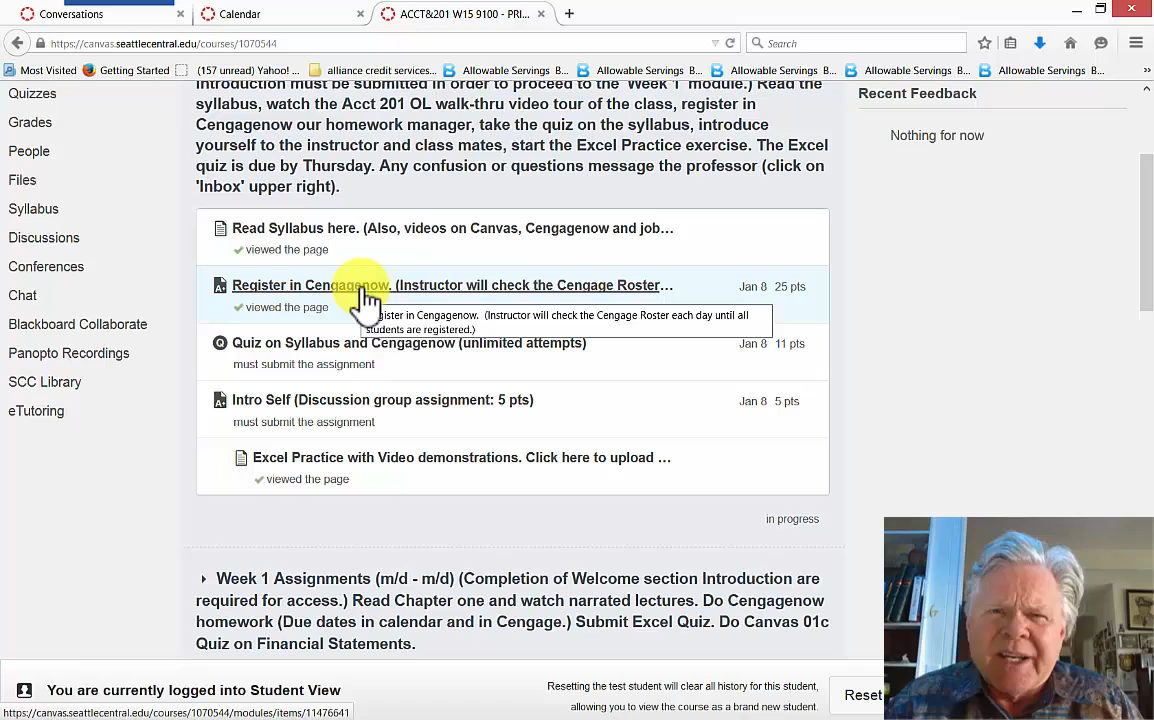 Conversations
Calendar
ACCT&201 W15 9100 - PRI...
https://canvas.seattlecentral.edu/courses/1070544
Search
Most Visited
Getting Started
(157 unread) Yahoo! ...
alliance credit services...
Allowable Servings B...
Allowable Servings B...
Allowable Servings B...
Allowable Servings B...
Allowable Servings B...
Quizzes
Grades
People
Files
Syllabus
Discussions
Conferences
Chat
Blackboard Collaborate
Panopto Recordings
SCC Library
eTutoring
Introduction must be submitted in order to proceed to the 'Week 1' module.) Read the
syllabus, watch the Acct 201 OL walk-thru video tour of the class, register in
Cengagenow our homework manager, take the quiz on the syllabus, introduce
yourself to the instructor and class mates, start the Excel Practice exercise. The Excel
quiz is due by Thursday. Any confusion or questions message the professor (click on
'Inbox' upper right).
Read Syllabus here. (Also, videos on Canvas, Cengagenow and job...
viewed the page
Register in Cengagenow. (Instructor will check the Cengage Roster...
Jan 8 25 pts
viewed the page
gister in Cengagenow. (Instructor will check the Cengage Roster each day until all
students are registered.)
Quiz on Syllabus and Cengagenow (unlimited attempts)
Jan 8 11 pts
must submit the assignment
Intro Self (Discussion group assignment: 5 pts)
Jan 8 5 pts
must submit the assignment
Excel Practice with Video demonstrations. Click here to upload ...
viewed the page
in progress
Week 1 Assignments (m/d - m/d) (Completion of Welcome section Introduction are
required for access.) Read Chapter one and watch narrated lectures. Do Cengagenow
homework (Due dates in calendar and in Cengage.) Submit Excel Quiz. Do Canvas 01c
Quiz on Financial Statements.
Recent Feedback
Nothing for now
You are currently logged into Student View
Resetting the test student will clear all history for this student,
allowing you to view the course as a brand new student.
Reset
https://canvas.seattlecentral.edu/courses/1070544/modules/items/11476641